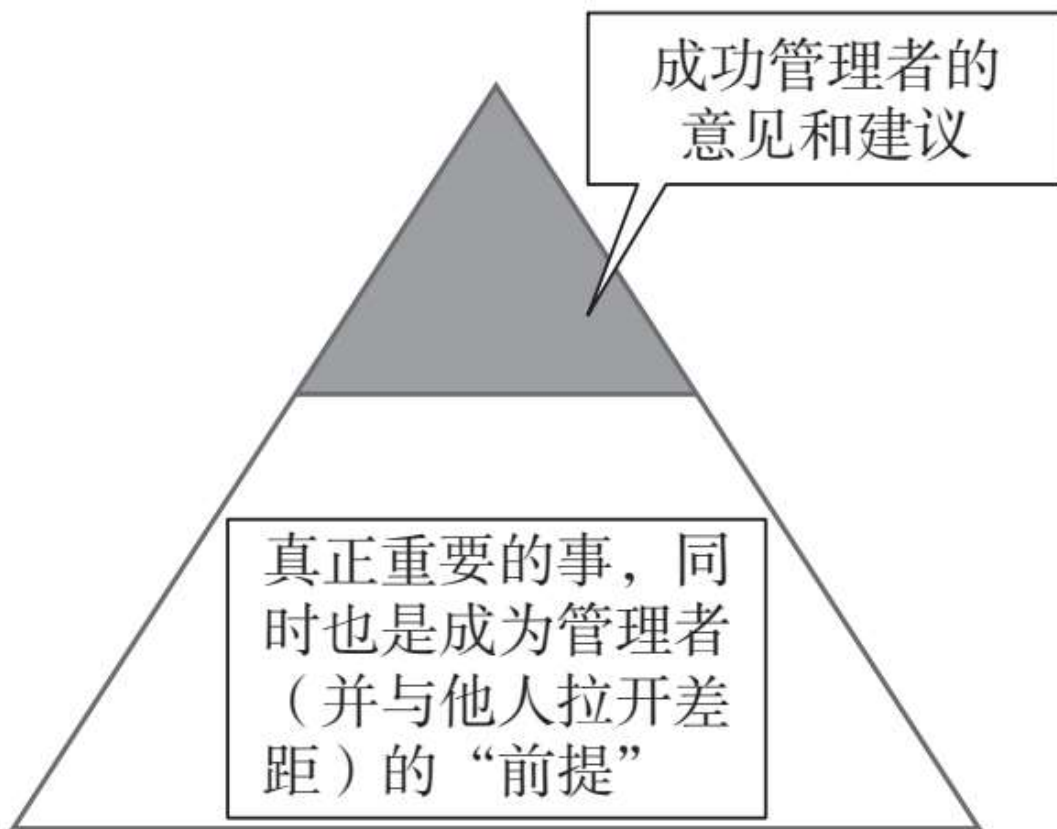 成功管理者的
意见和建议
真正重要的事，同
时也是成为管理者
（并与他人拉开差
距）的“前提”